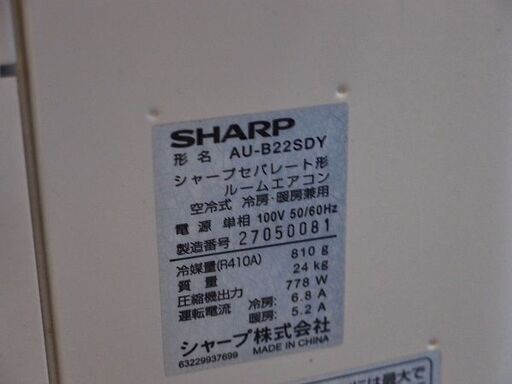 SHARP
形名 AU-B22SDY
シャープセパレート形
ルームエアコン
空冷式 冷房・暖房兼用
電源 単相 100V 50/60Hz
製造番号 27050081
冷媒量(R410A) 810 g
質量 24 kg
圧縮機出力 778 W
運転電流 冷房: 6.8 A
暖房: 5.2 A
シャープ株式会社
63229937699 MADE IN CHINA
は最大で